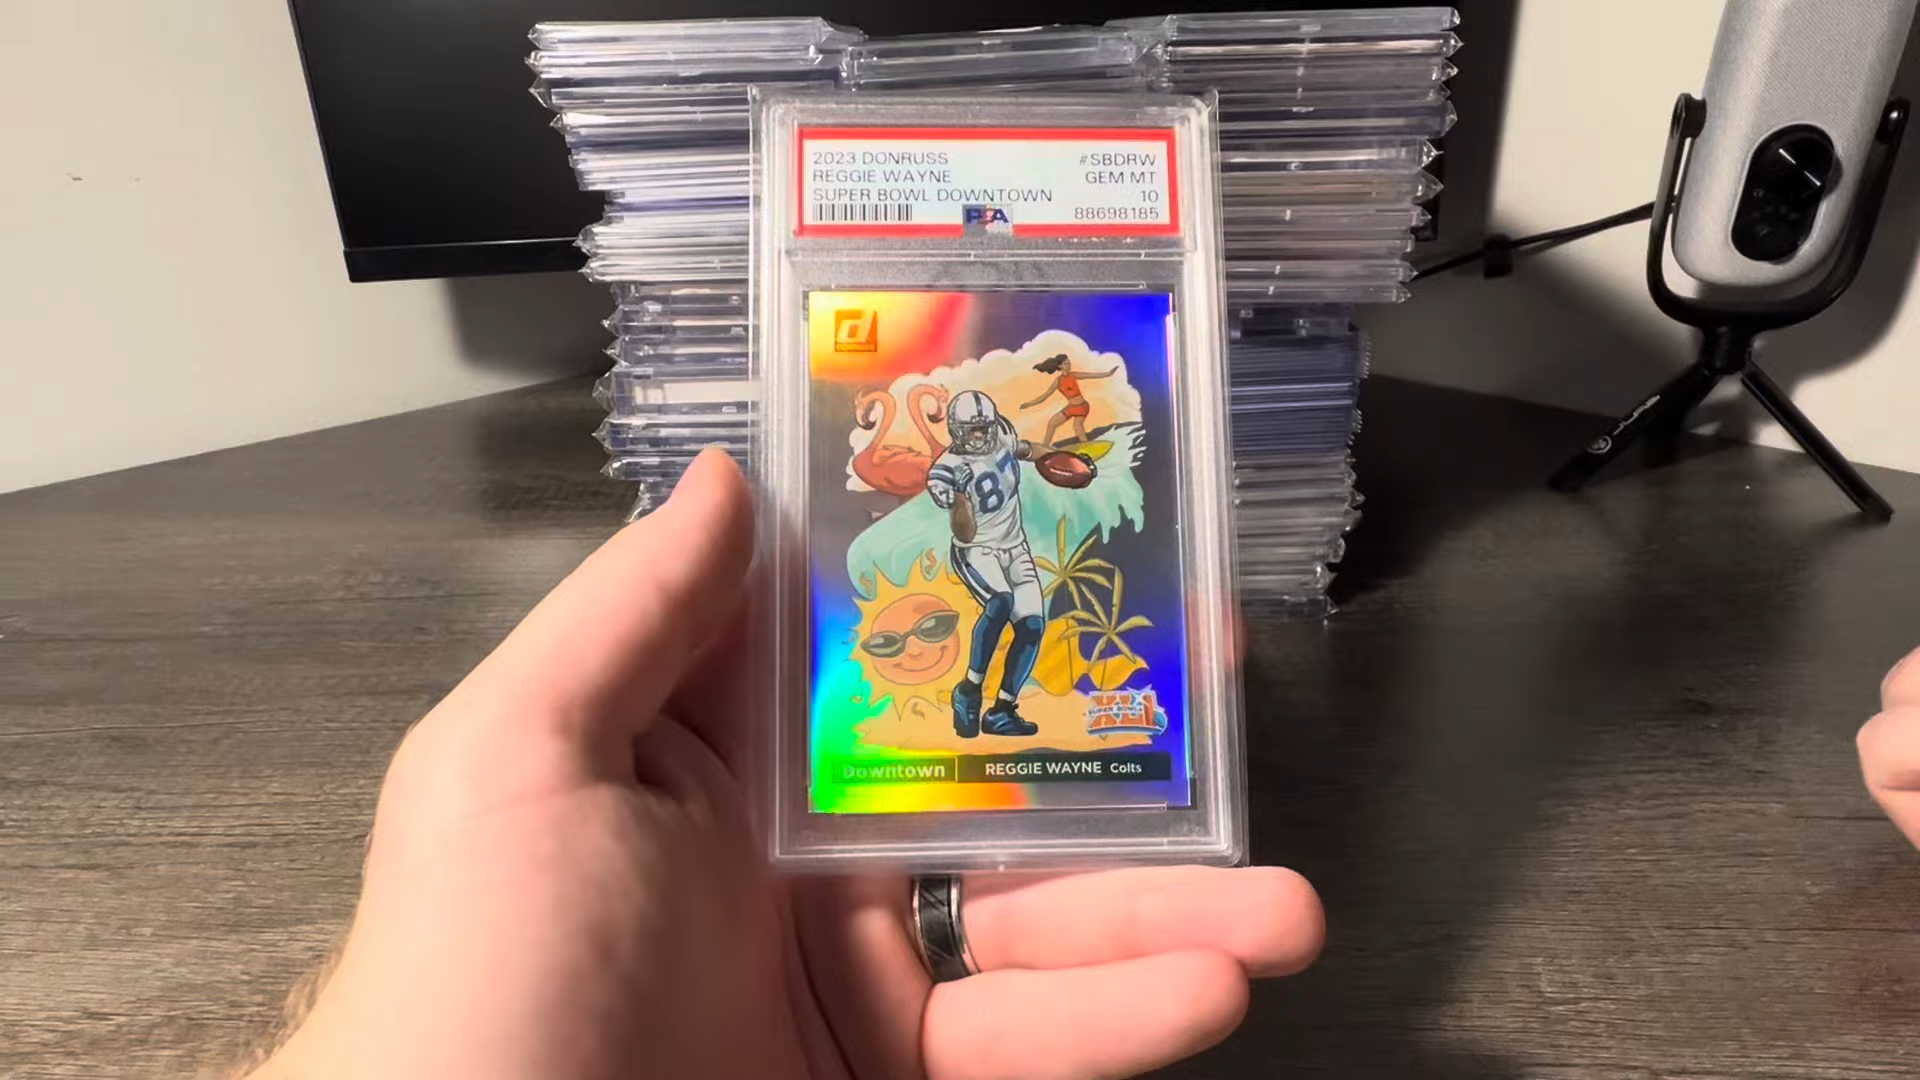 2023 DONRUSS #SBDRW
REGGIE WAYNE GEM MT
SUPER BOWL DOWNTOWN 10
PSA 88698185
d
DONRUSS
87
SUPER BOWL
XLI
Downtown REGGIE WAYNE Colts